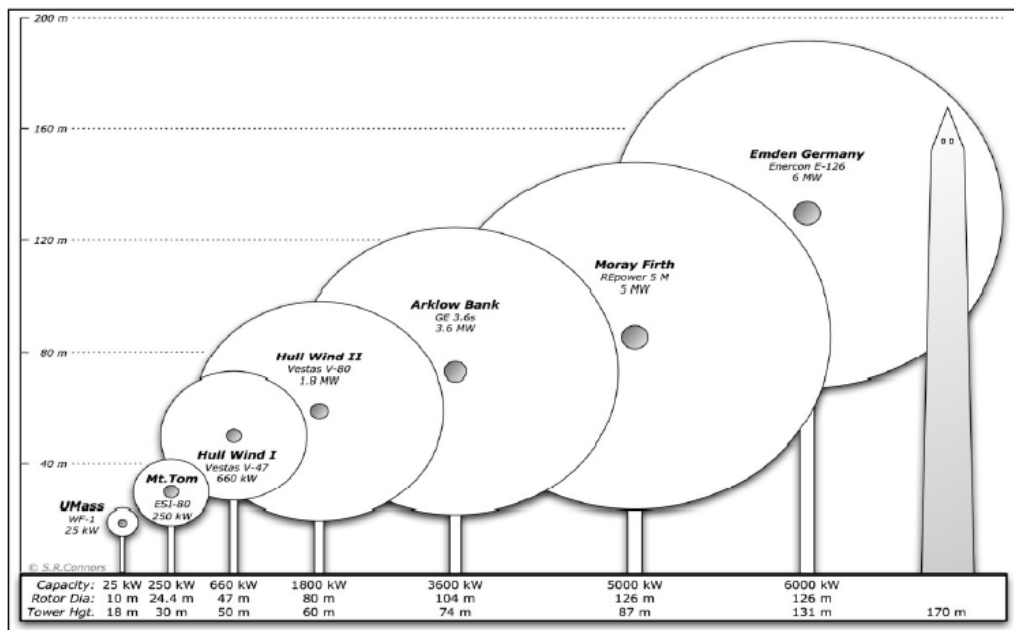 200 m
160 m
120 m
80 m
40 m
Emden Germany
Enercon E-126
6 MW
Moray Firth
REpower 5 M
5 MW
Arklow Bank
GE 3.6s
3.6 MW
Hull Wind II
Vestas V-80
1.8 MW
Hull Wind I
Vestas V-47
660 kW
Mt.Tom
ESI-80
250 kW
UMass
WF-1
25 kW
© S.R.Connors
Capacity: 25 kW 250 kW 660 kW 1800 kW 3600 kW 5000 kW 6000 kW
Rotor Dia: 10 m 24.4 m 47 m 80 m 104 m 126 m 126 m
Tower Hgt. 18 m 30 m 50 m 60 m 74 m 87 m 131 m 170 m